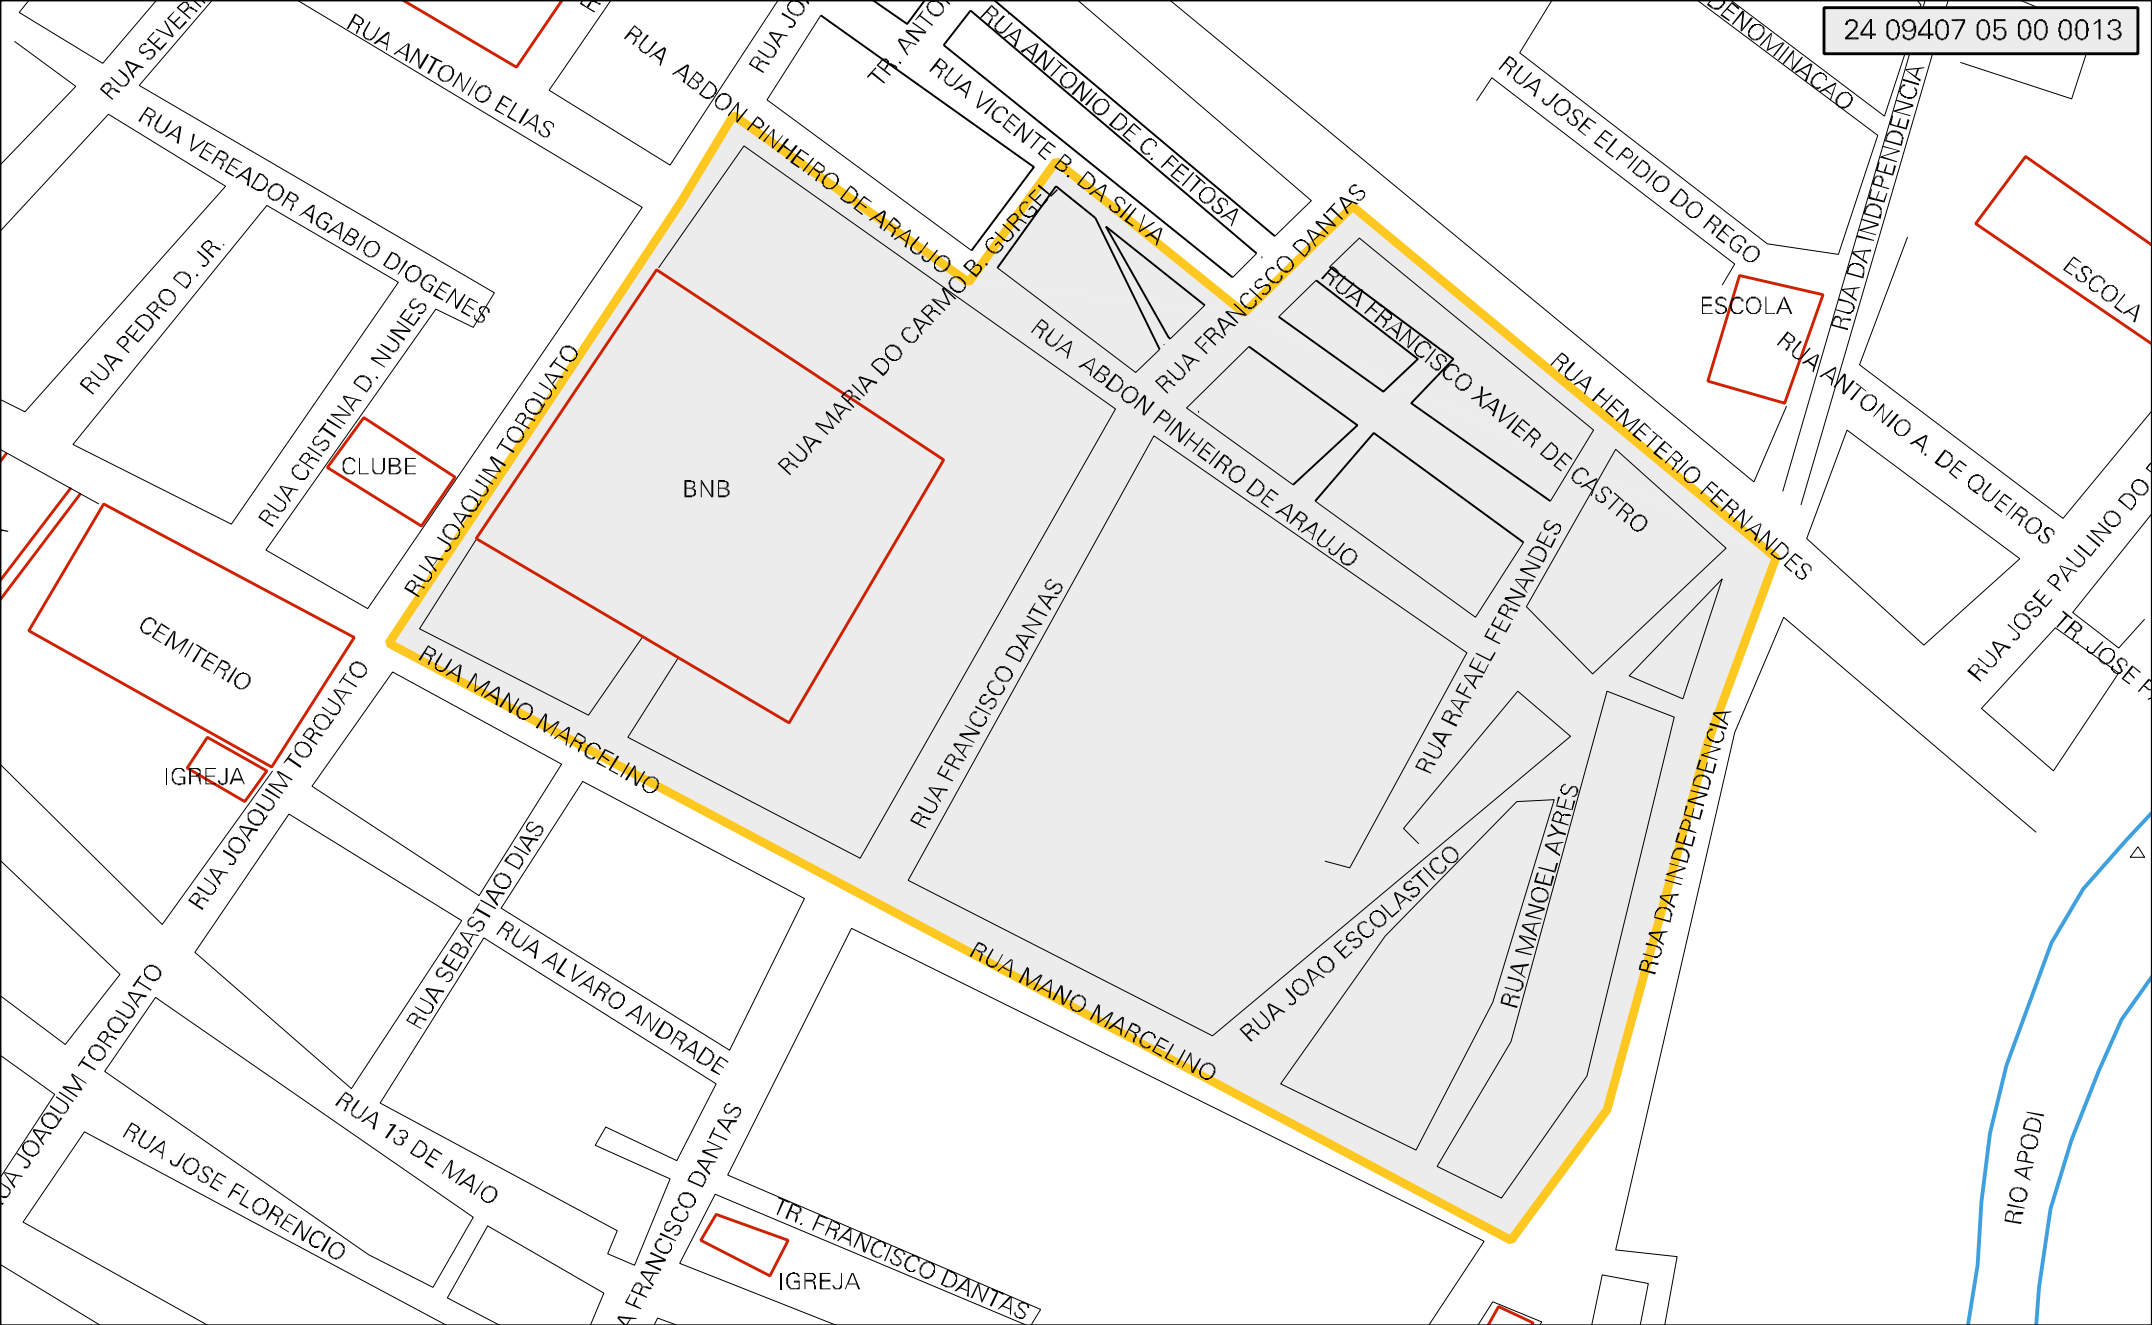 24 09407 05 00 0013
RUA ANTONIO ELIAS
RUA ABDON PINHEIRO DE ARAUJO
TR.
RUA VICENTE B. DA SILVA
RUA ANTONIO DE C. FEITOSA
DENOMINACAO
RUA JOSE ELPIDIO DO REGO
RUA DA INDEPENDENCIA
RUA VEREADOR AGABIO DIOGENES
RUA PEDRO D. JR.
RUA CRISTINA D. NUNES
CLUBE
RUA JOAQUIM TORQUATO
BNB
RUA MARIA DO CARMO B. GURGEL
RUA FRANCISCO DANTAS
RUA ABDON PINHEIRO DE ARAUJO
RUA FRANCISCO XAVIER DE CASTRO
RUA HEMETERIO FERNANDES
ESCOLA
ESCOLA
RUA ANTONIO A. DE QUEIROS
RUA JOSE PAULINO DO
TR. JOSE
CEMITERIO
IGREJA
RUA JOAQUIM TORQUATO
RUA MANO MARCELINO
RUA FRANCISCO DANTAS
RUA RAFAEL FERNANDES
RUA DA INDEPENDENCIA
RUA MANOEL AYRES
RUA JOAO ESCOLASTICO
RUA MANO MARCELINO
RUA SEBASTIAO DIAS
RUA ALVARO ANDRADE
RUA JOAQUIM TORQUATO
RUA 13 DE MAIO
RUA JOSE FLORENCIO
FRANCISCO DANTAS
TR. FRANCISCO DANTAS
IGREJA
RIO APODI